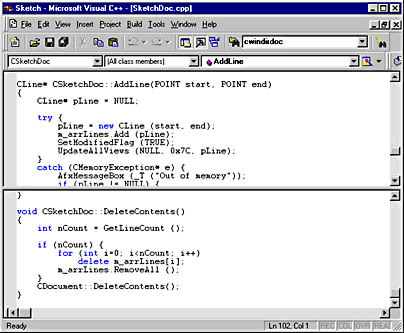 Sketch - Microsoft Visual C++ - [SketchDoc.cpp]
File Edit View Insert Project Build Tools Window Help
cwindiidoc
CSketchDoc [All class members] AddLine
CLine* CSketchDoc::AddLine(POINT start, POINT end)
{
    CLine* pLine = NULL;
    try {
        pLine = new CLine (start, end);
        m_arrLines.Add (pLine);
        SetModifiedFlag (TRUE);
        UpdateAllViews (NULL, 0x7C, pLine);
    }
    catch (CMemoryException* e) {
        AfxMessageBox (_T ("Out of memory"));
        if (pLine != NULL) {
}
void CSketchDoc::DeleteContents()
{
    int nCount = GetLineCount ();
    if (nCount) {
        for (int i=0; i<nCount; i++)
            delete m_arrLines[i];
        m_arrLines.RemoveAll ();
    }
    CDocument::DeleteContents();
}
Ready Ln 102, Col 1 REC COL OVR READ